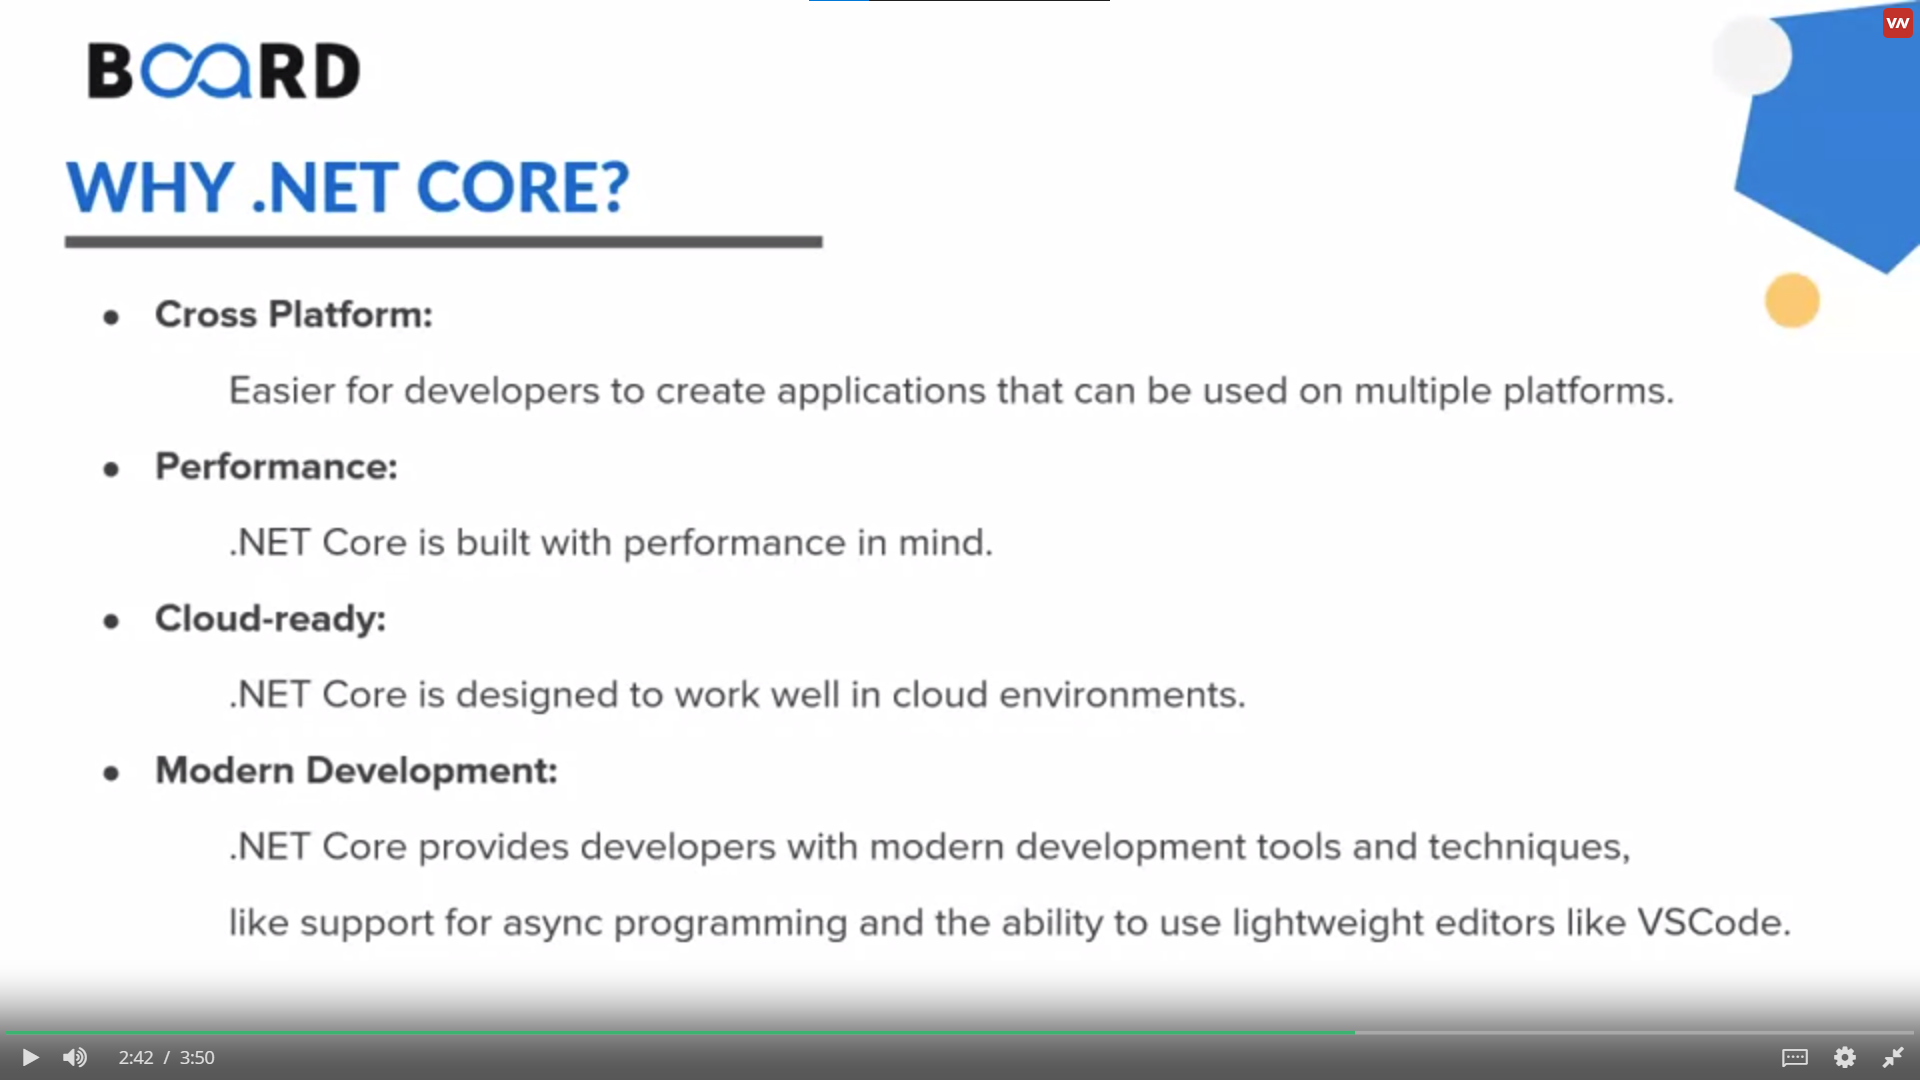 VN
BOARD
WHY .NET CORE?
● Cross Platform:
Easier for developers to create applications that can be used on multiple platforms.
● Performance:
.NET Core is built with performance in mind.
● Cloud-ready:
.NET Core is designed to work well in cloud environments.
● Modern Development:
.NET Core provides developers with modern development tools and techniques,
like support for async programming and the ability to use lightweight editors like VSCode.
2:42 / 3:50